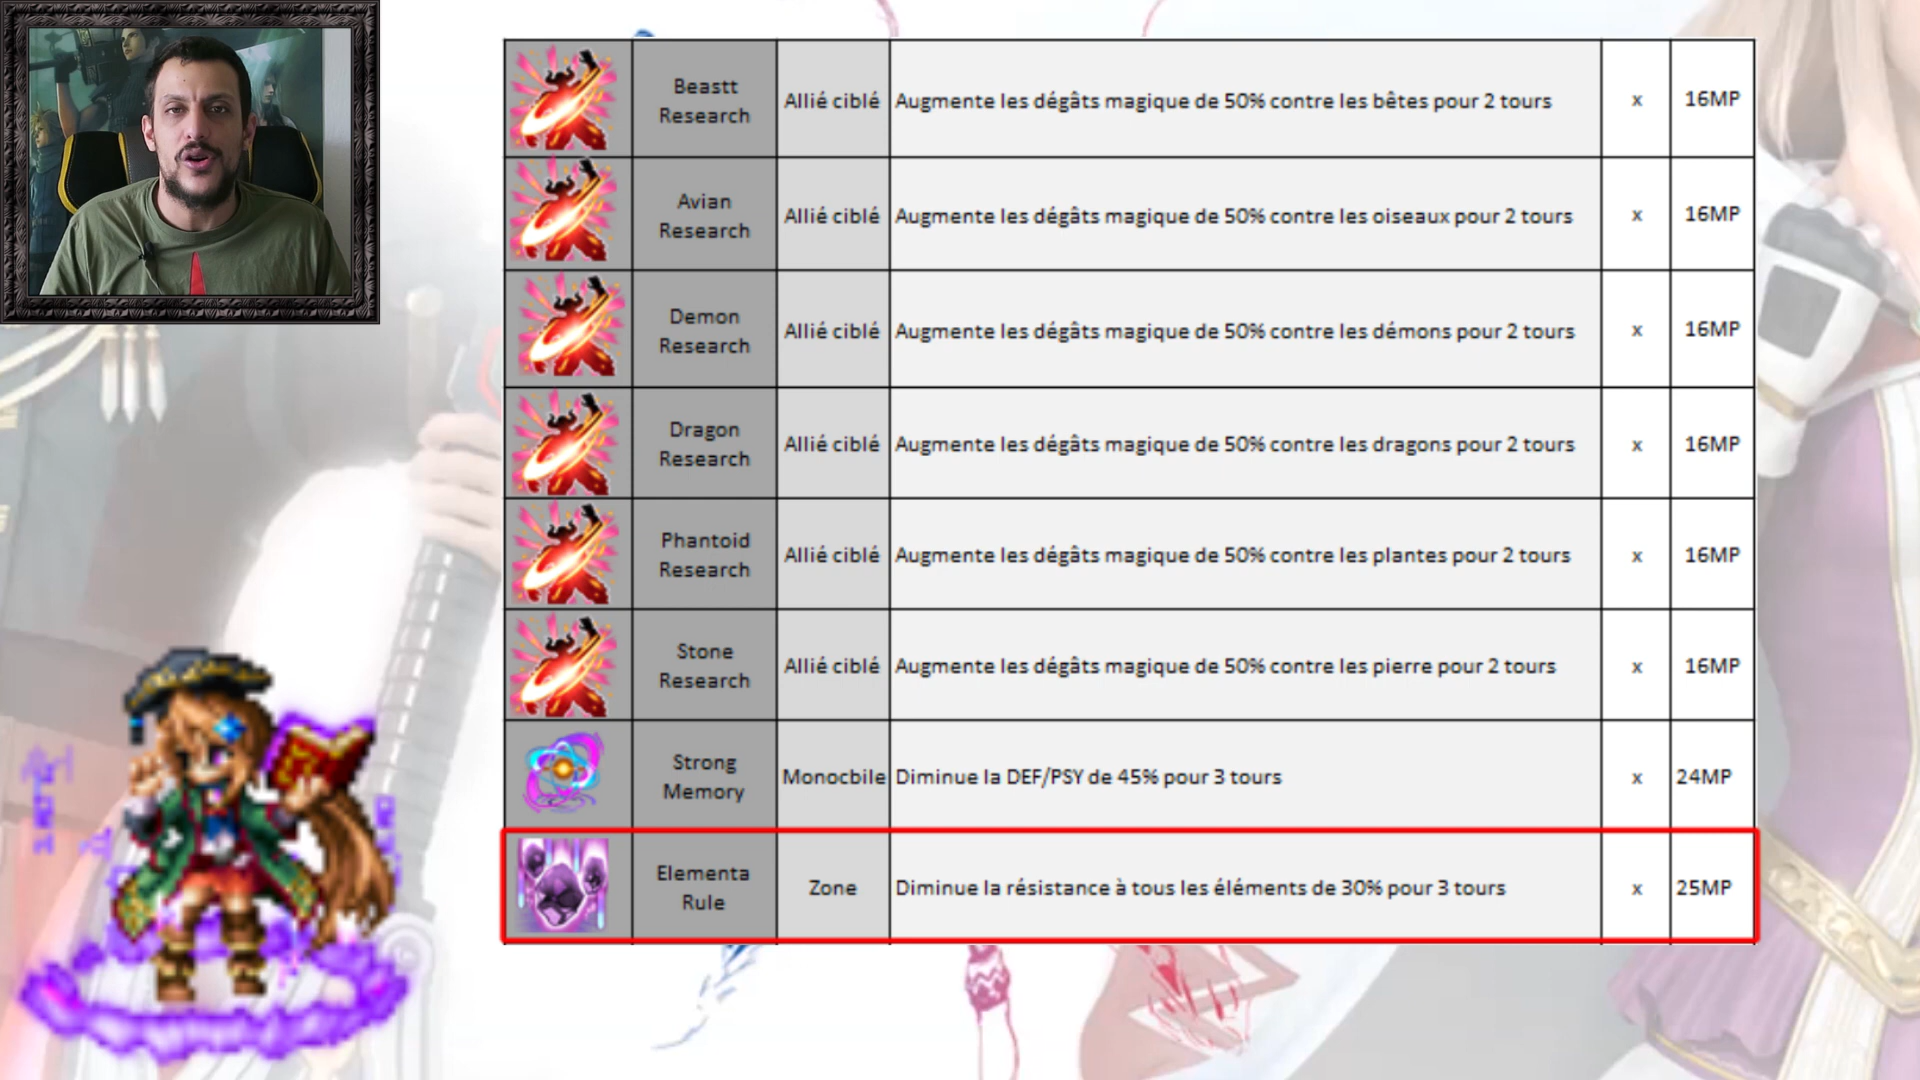 Beastt
Research
Allié ciblé
Augmente les dégâts magique de 50% contre les bêtes pour 2 tours
x
16MP
Avian
Research
Allié ciblé
Augmente les dégâts magique de 50% contre les oiseaux pour 2 tours
x
16MP
Demon
Research
Allié ciblé
Augmente les dégâts magique de 50% contre les démons pour 2 tours
x
16MP
Dragon
Research
Allié ciblé
Augmente les dégâts magique de 50% contre les dragons pour 2 tours
x
16MP
Phantoid
Research
Allié ciblé
Augmente les dégâts magique de 50% contre les plantes pour 2 tours
x
16MP
Stone
Research
Allié ciblé
Augmente les dégâts magique de 50% contre les pierre pour 2 tours
x
16MP
Strong
Memory
Monocbile
Diminue la DEF/PSY de 45% pour 3 tours
x
24MP
Elementa
Rule
Zone
Diminue la résistance à tous les éléments de 30% pour 3 tours
x
25MP